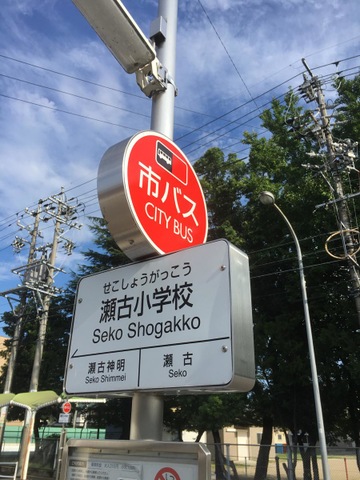 市バス
CITY BUS
せこしょうがっこう
瀬古小学校
Seko Shogakko
瀬古神明
Seko Shimmei
瀬古
Seko